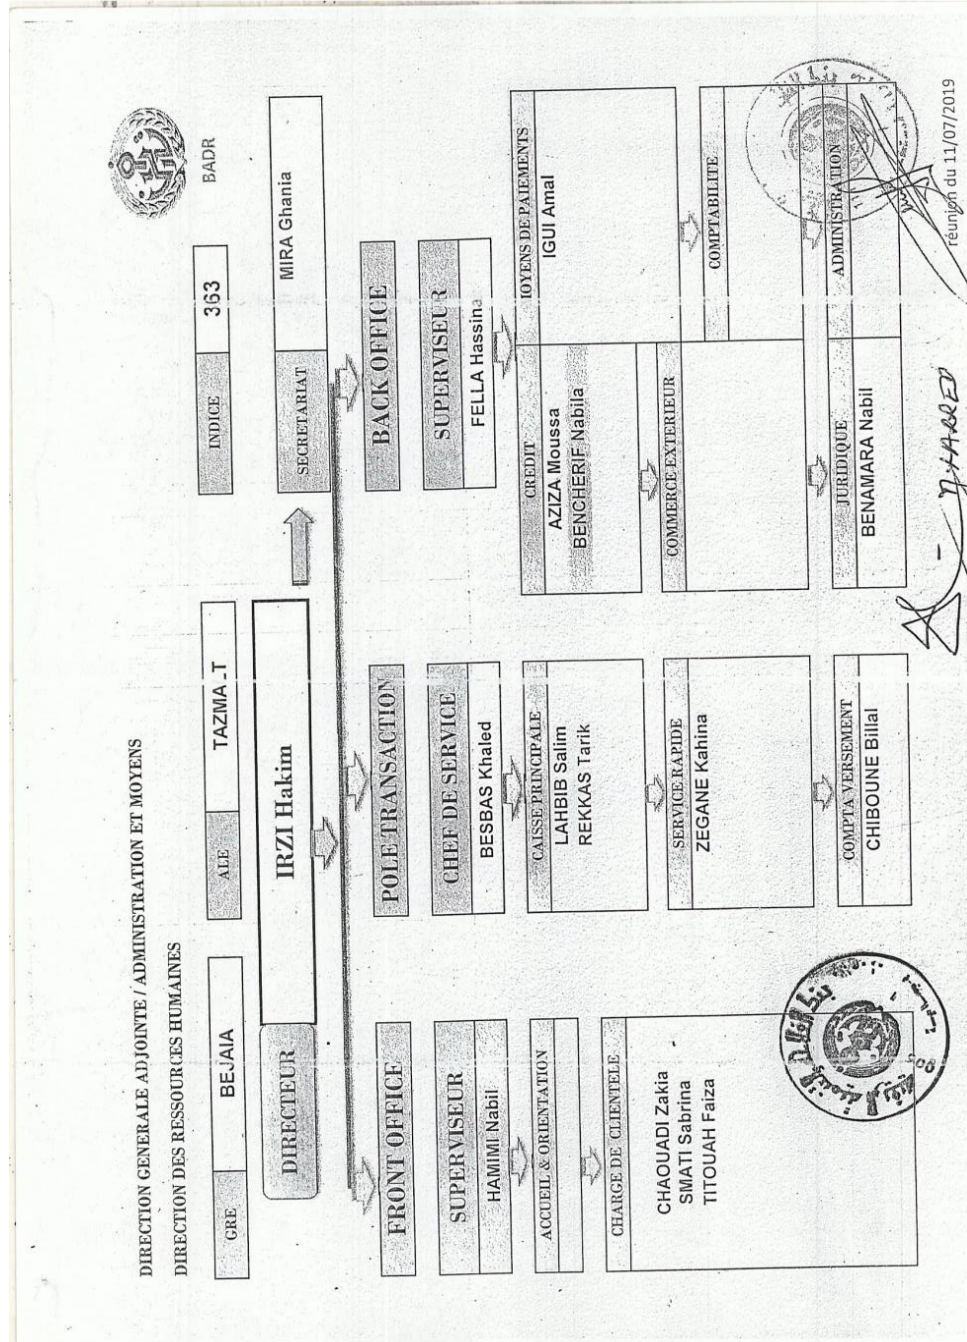 BADR
DIRECTION GENERALE ADJOINTE / ADMINISTRATION ET MOYENS
DIRECTION DES RESSOURCES HUMAINES
GRE BEJAIA ALE INDICE 363
DIRECTEUR IRZI Hakim SECRETARIAT MIRA Ghania
FRONT OFFICE
SUPERVISEUR
HAMIMI Nabil
ACCUEIL & ORIENTATION
CHARGE DE CLIENTELE
CHAOUADI Zakia
SMATI Sabrina
TITOUAH Faiza
POLE TRANSACTION
CHEF DE SERVICE
BESBAS Khaled
CAISSE PRINCIPALE
LAHBIB Salim
REKKAS Tarik
SERVICE RAPIDE
ZEGANE Kahina
COMPTA VERSEMENT
CHIBOUNE Billal
BACK OFFICE
SUPERVISEUR
FELLA Hassina
CREDIT
AZIZA Moussa
BENCHERIF Nabila
COMMERCE EXTERIEUR
JURIDIQUE
BENAMARA Nabil
IOYENS DE PAIEMENTS
IGUI Amal
COMPTABILITE
ADMINISTRATION
réunion du 11/07/2019